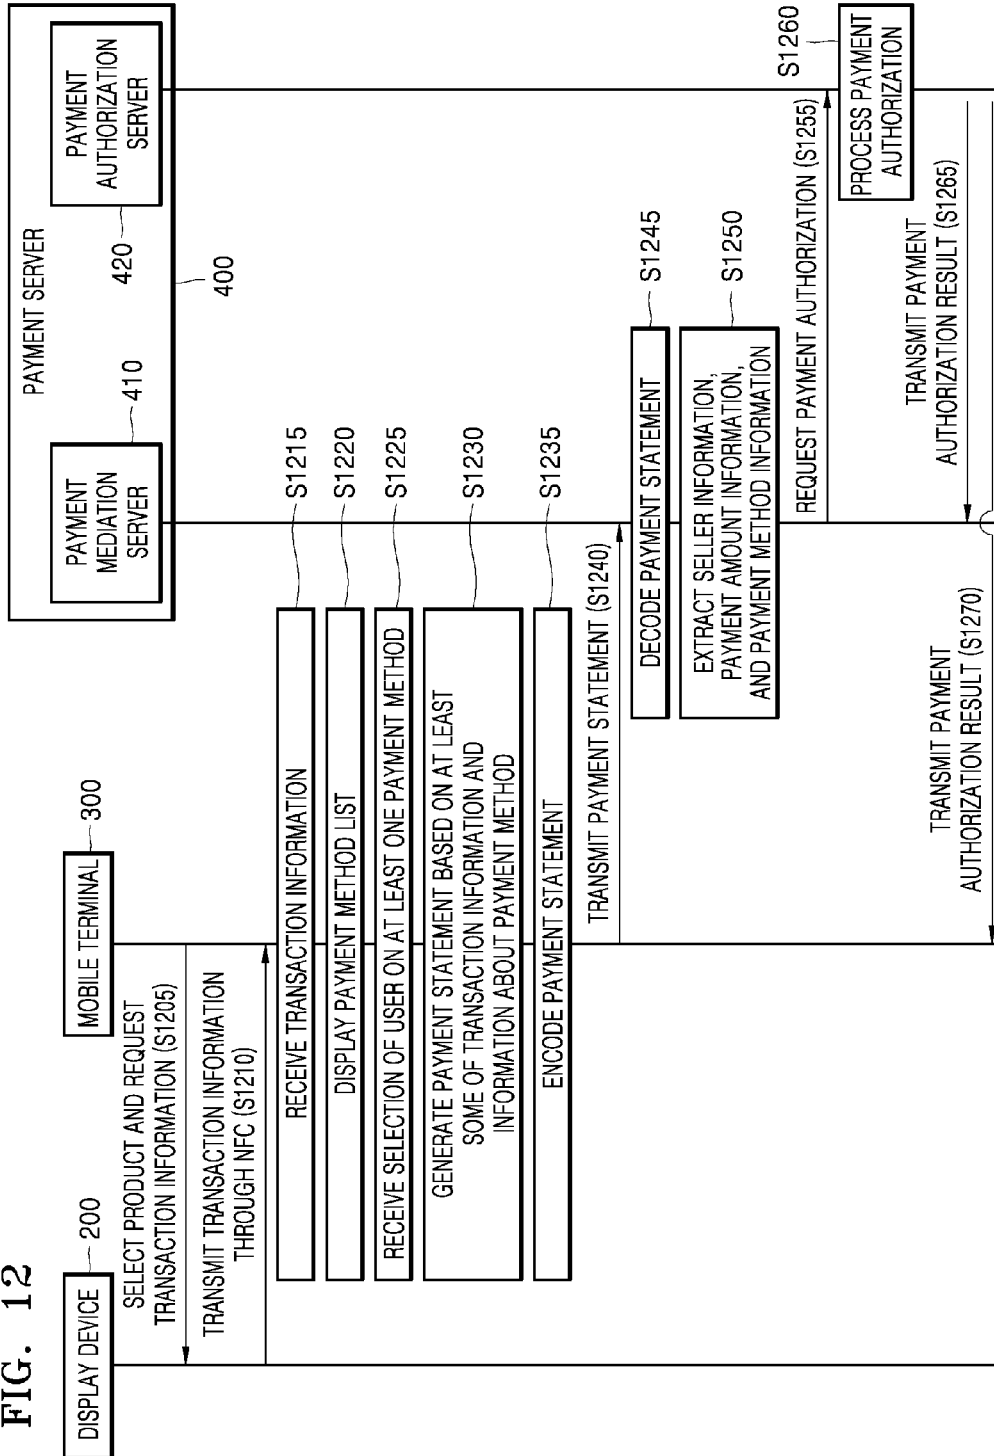 FIG. 12
PAYMENT SERVER
DISPLAY DEVICE
200
MOBILE TERMINAL
300
PAYMENT
MEDIATION
SERVER
410
PAYMENT
AUTHORIZATION
SERVER
420
400
SELECT PRODUCT AND REQUEST
TRANSACTION INFORMATION (S1205)
TRANSMIT TRANSACTION INFORMATION
THROUGH NFC (S1210)
RECEIVE TRANSACTION INFORMATION
S1215
DISPLAY PAYMENT METHOD LIST
S1220
RECEIVE SELECTION OF USER ON AT LEAST ONE PAYMENT METHOD
S1225
GENERATE PAYMENT STATEMENT BASED ON AT LEAST
SOME OF TRANSACTION INFORMATION AND
INFORMATION ABOUT PAYMENT METHOD
S1230
ENCODE PAYMENT STATEMENT
S1235
TRANSMIT PAYMENT STATEMENT (S1240)
DECODE PAYMENT STATEMENT
S1245
EXTRACT SELLER INFORMATION,
PAYMENT AMOUNT INFORMATION,
AND PAYMENT METHOD INFORMATION
S1250
REQUEST PAYMENT AUTHORIZATION (S1255)
S1260
PROCESS PAYMENT
AUTHORIZATION
TRANSMIT PAYMENT
AUTHORIZATION RESULT (S1265)
TRANSMIT PAYMENT
AUTHORIZATION RESULT (S1270)